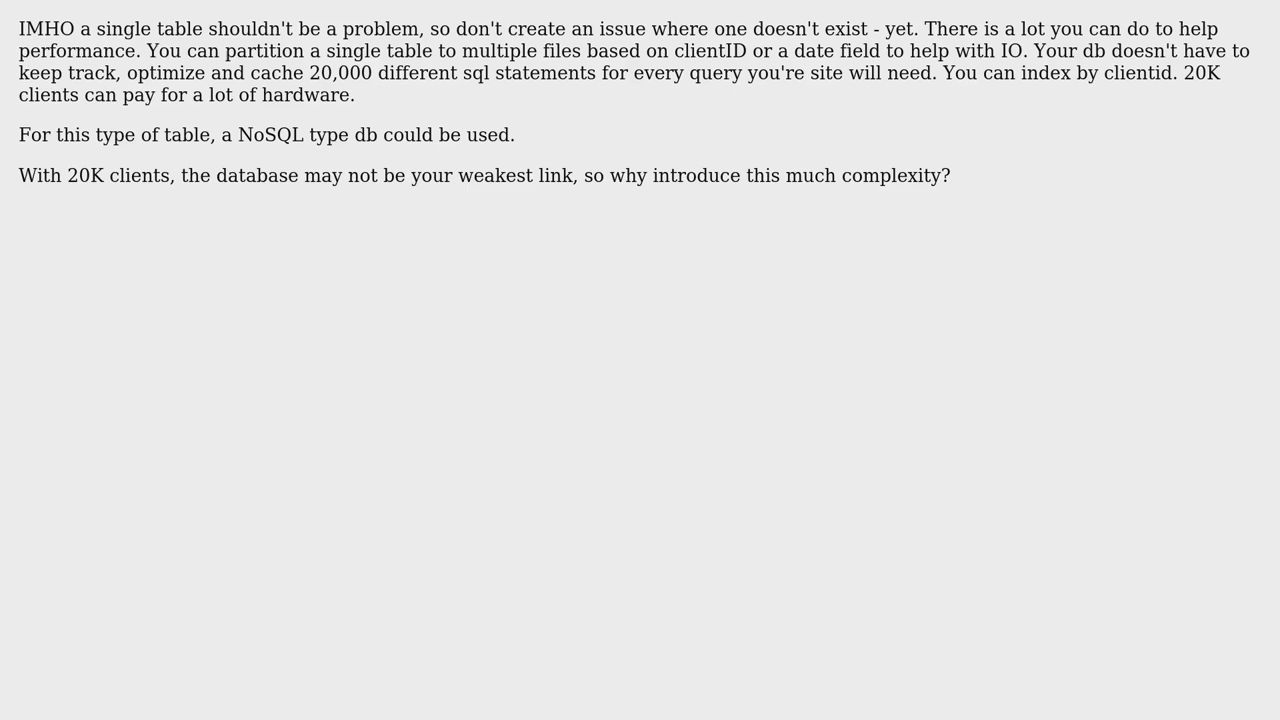 IMHO a single table shouldn't be a problem, so don't create an issue where one doesn't exist - yet. There is a lot you can do to help
performance. You can partition a single table to multiple files based on clientID or a date field to help with IO. Your db doesn't have to
keep track, optimize and cache 20,000 different sql statements for every query you're site will need. You can index by clientid. 20K
clients can pay for a lot of hardware.
For this type of table, a NoSQL type db could be used.
With 20K clients, the database may not be your weakest link, so why introduce this much complexity?